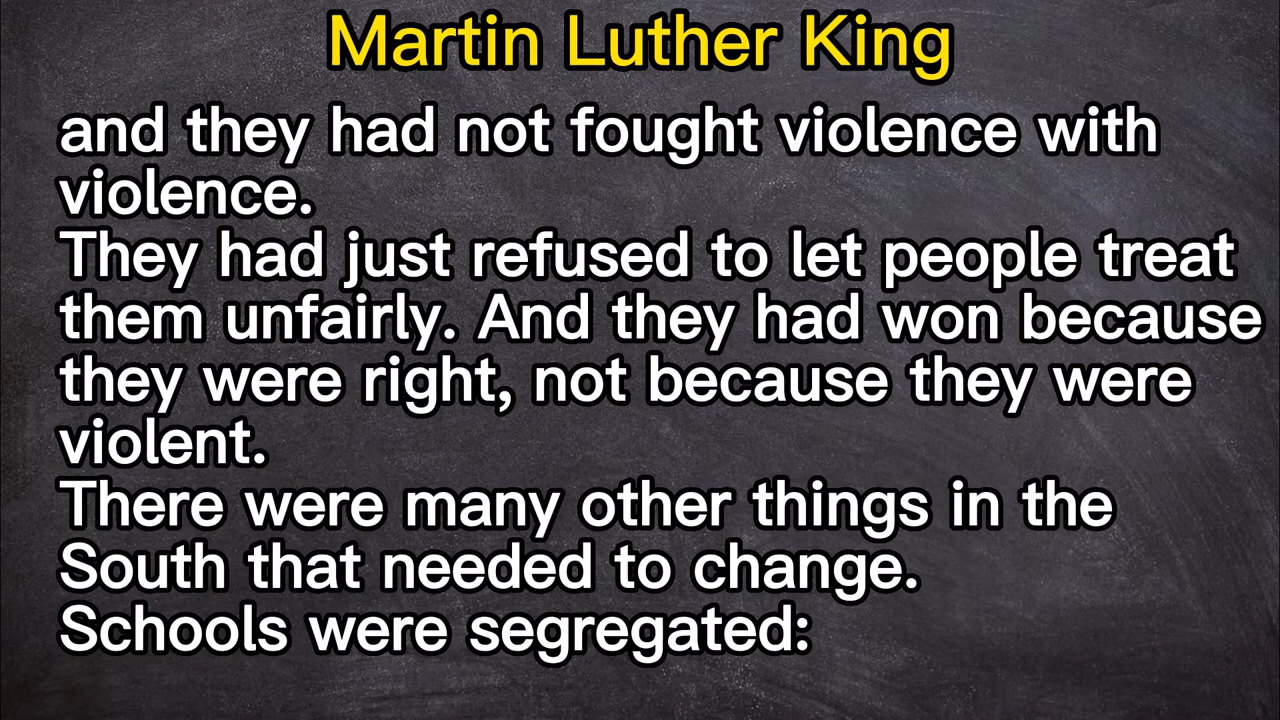 Martin Luther King
and they had not fought violence with
violence.
They had just refused to let people treat
them unfairly. And they had won because
they were right, not because they were
violent.
There were many other things in the
South that needed to change.
Schools were segregated: